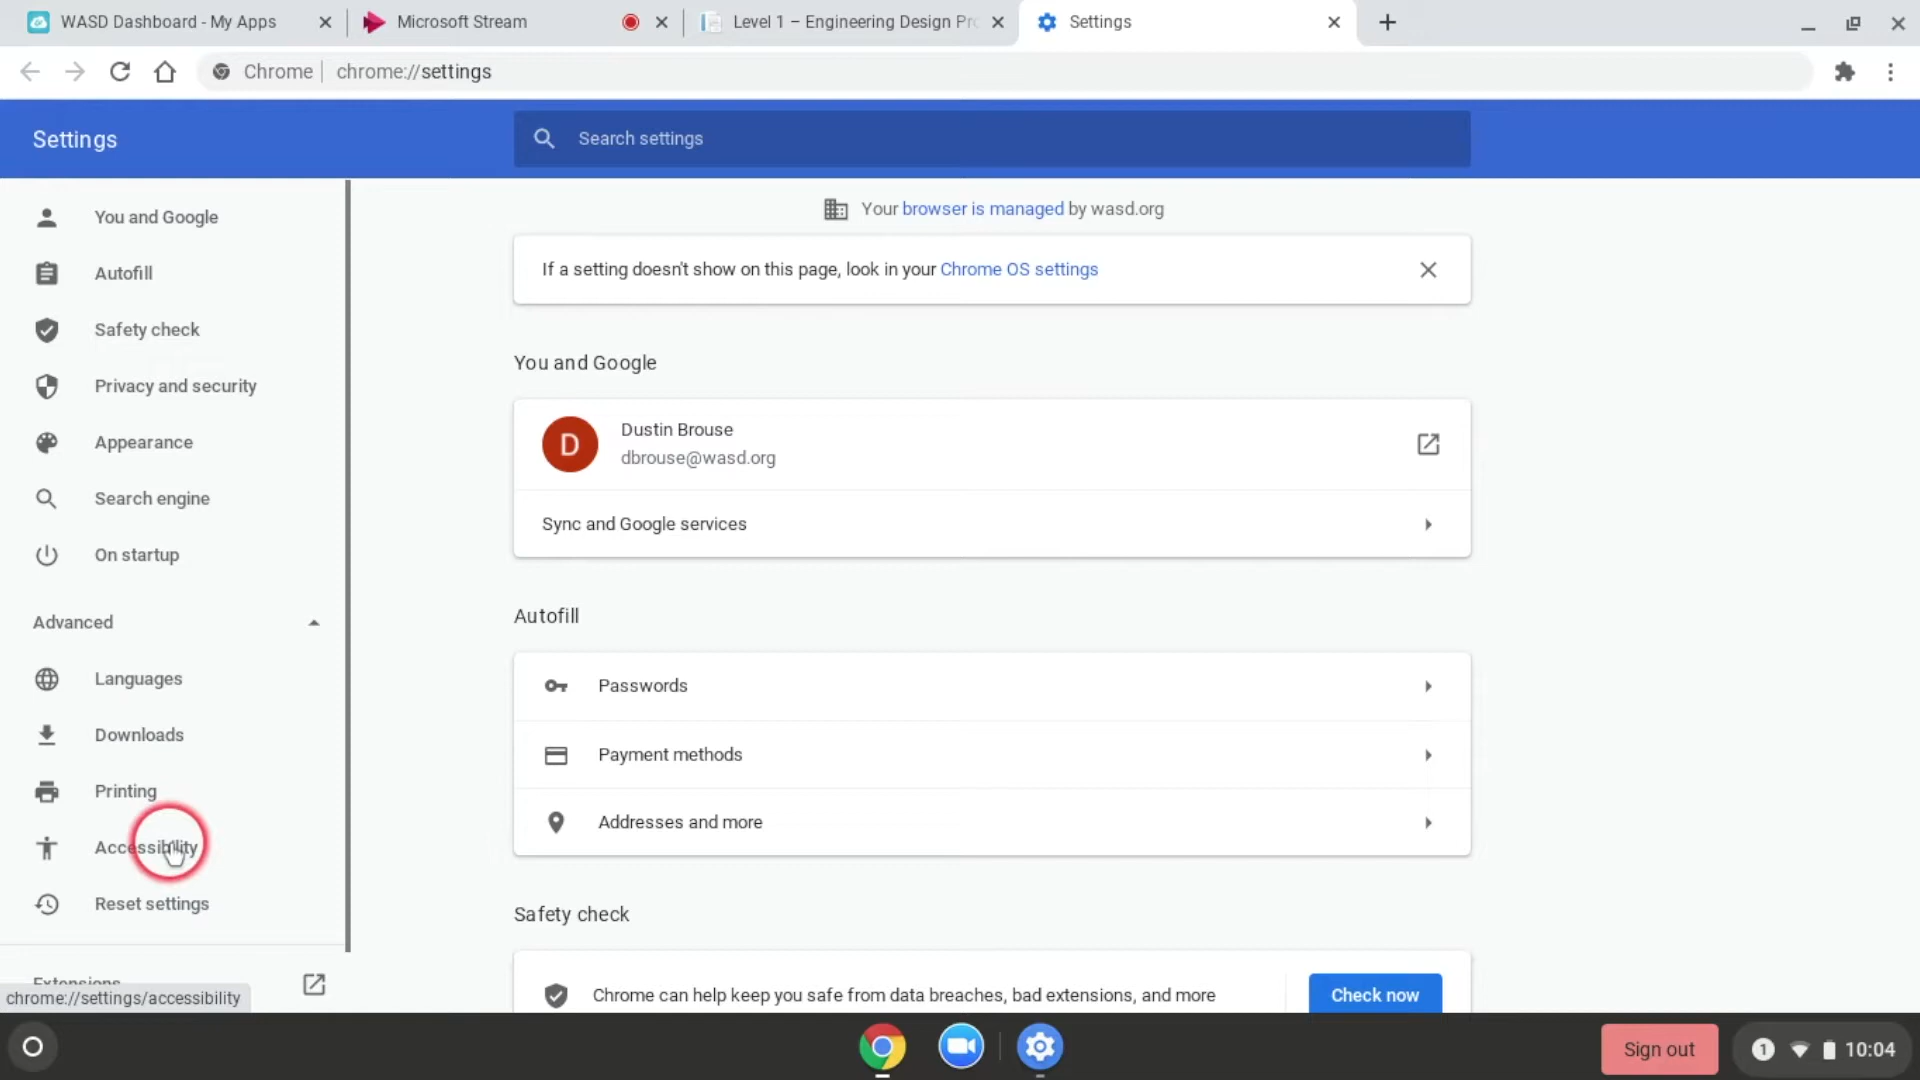 WASD Dashboard - My Apps
Microsoft Stream
Level 1 – Engineering Design Pro
Settings
Chrome
chrome://settings
Settings
Search settings
You and Google
Autofill
Safety check
Privacy and security
Appearance
Search engine
On startup
Advanced
Languages
Downloads
Printing
Accessibility
Reset settings
Extensions
chrome://settings/accessibility
Your browser is managed by wasd.org
If a setting doesn't show on this page, look in your Chrome OS settings
You and Google
D
Dustin Brouse
dbrouse@wasd.org
Sync and Google services
Autofill
Passwords
Payment methods
Addresses and more
Safety check
Chrome can help keep you safe from data breaches, bad extensions, and more
Check now
Sign out
1
10:04